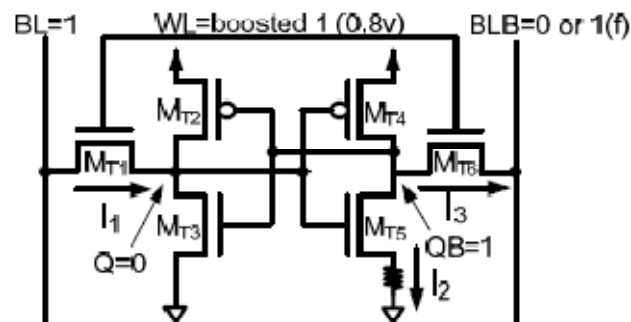 BL=1
WL=boosted 1 (0.8v)
BLB=0 or 1(f)
MT2
MT4
MT1
MT6
I1
MT3
MT5
I3
Q=0
QB=1
I2